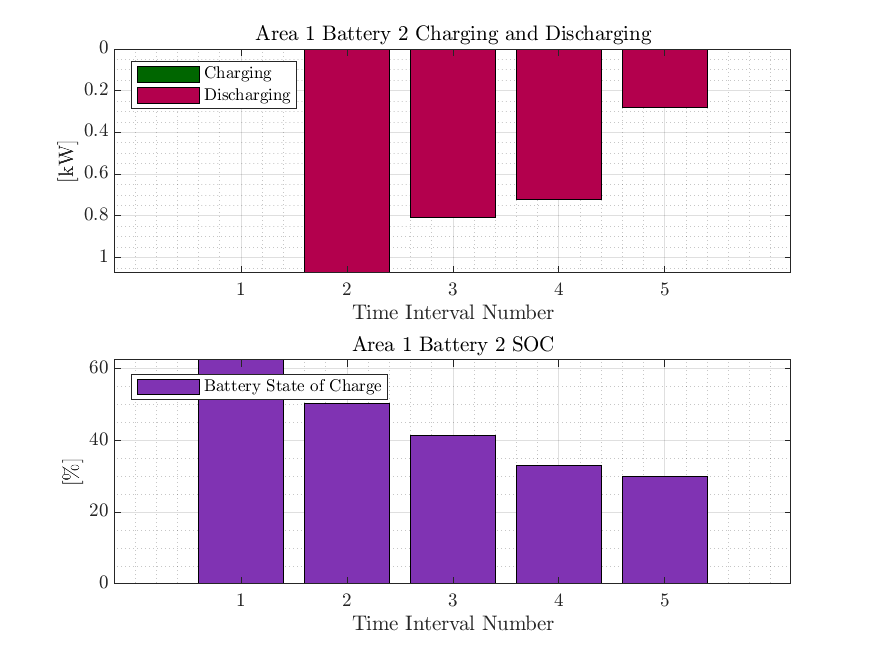 Area 1 Battery 2 Charging and Discharging
0
0.2
0.4
0.6
0.8
1
[kW]
Charging
Discharging
1 2 3 4 5
Time Interval Number
Area 1 Battery 2 SOC
60
40
20
0
[%]
Battery State of Charge
1 2 3 4 5
Time Interval Number